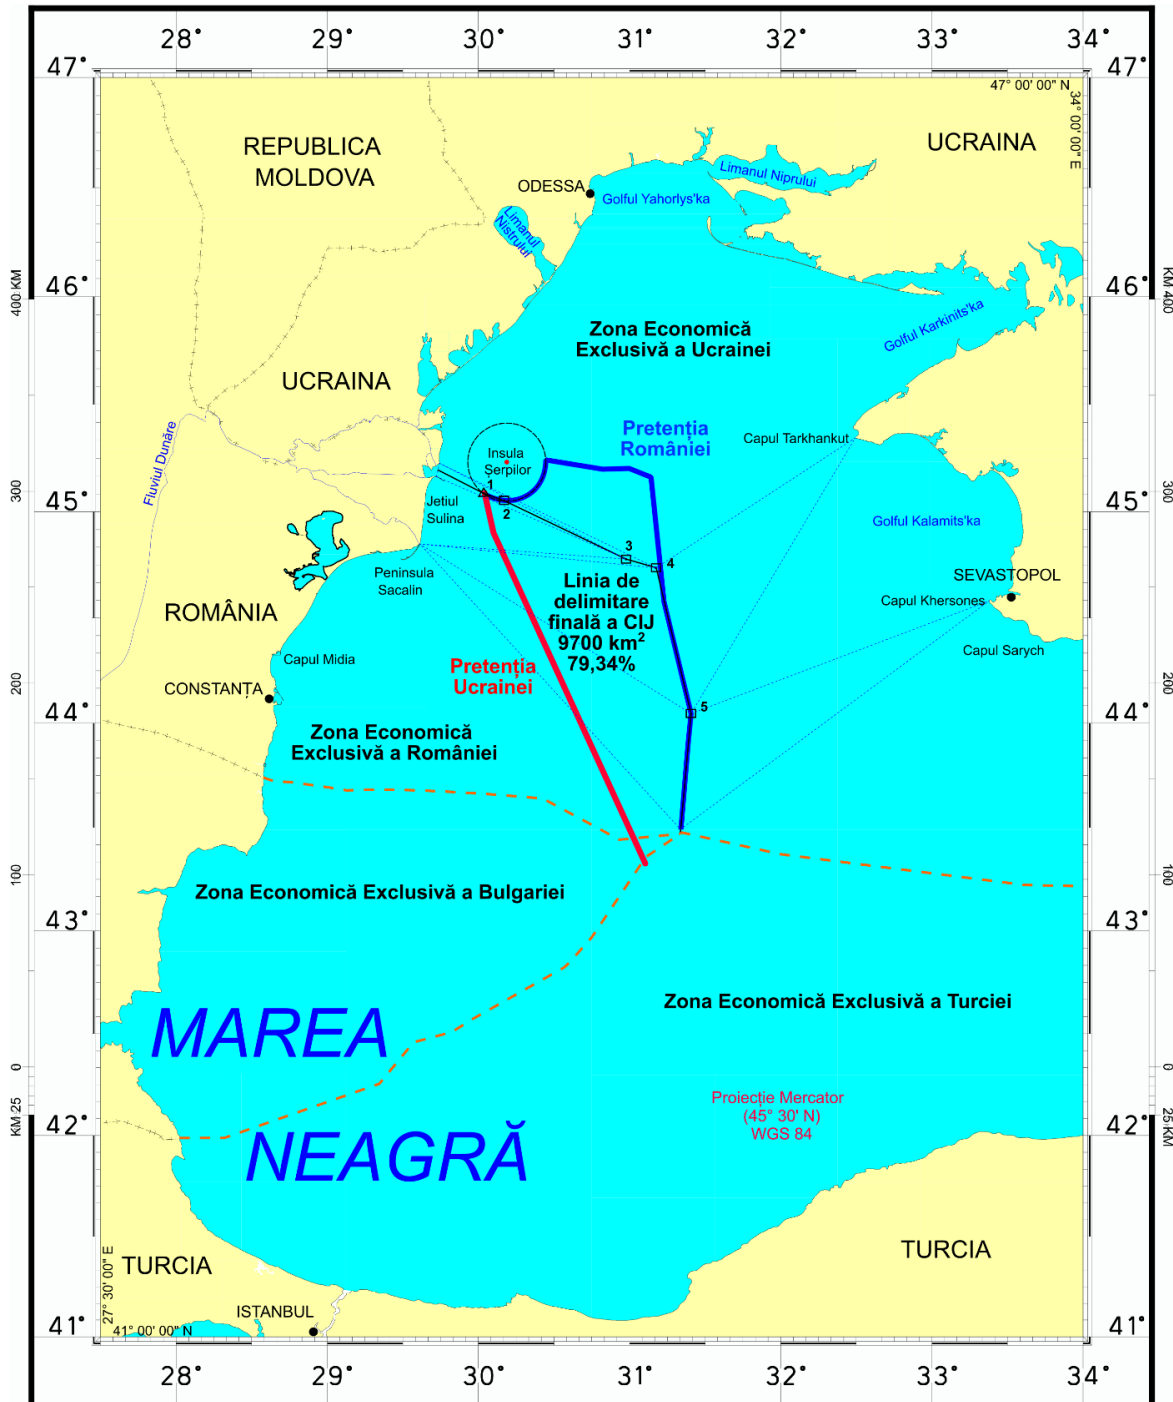 28° 29° 30° 31° 32° 33° 34°
47° 47°
47° 00' 00" N
34° 00' 00" E
REPUBLICA
MOLDOVA
UCRAINA
ODESSA
Limanul Niprului
Golful Yahorlys'ka
Limanul
Nistrului
46° 46°
400 KM
KM 400
Golful Karkinits'ka
Zona Economică
Exclusivă a Ucrainei
UCRAINA
Pretenția
României
Capul Tarkhankut
Fluviul Dunăre
Insula
Șerpilor
1
2
300
300
45° 45°
Jetiul
Sulina
Golful Kalamits'ka
3
4
Peninsula
Sacalin
Linia de
delimitare
finală a CIJ
9700 km²
79,34%
SEVASTOPOL
Capul Khersones
ROMÂNIA
Capul Sarych
Capul Midia
Pretenția
Ucrainei
CONSTANȚA
200
200
5
44° 44°
Zona Economică
Exclusivă a României
100
100
Zona Economică Exclusivă a Bulgariei
43° 43°
Zona Economică Exclusivă a Turciei
MAREA
0
0
Proiecție Mercator
(45° 30' N)
WGS 84
KM 25
25 KM
42° 42°
NEAGRĂ
TURCIA
TURCIA
27° 30' 00" E
ISTANBUL
41° 00' 00" N
41° 41°
28° 29° 30° 31° 32° 33° 34°